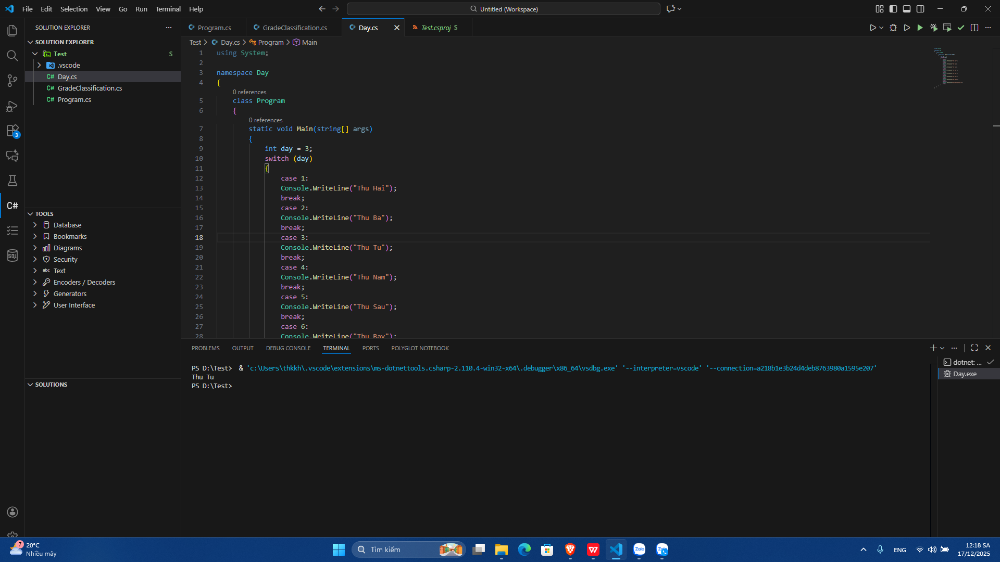 File Edit Selection View Go Run Terminal Help
Untitled (Workspace)
SOLUTION EXPLORER
SOLUTION EXPLORER
Test S
.vscode
C# Day.cs
C# GradeClassification.cs
C# Program.cs
3
C#
TOOLS
Database
Bookmarks
Diagrams
Security
abc Text
Encoders / Decoders
Generators
User Interface
SQL
SOLUTIONS
Program.cs GradeClassification.cs Day.cs Test.csproj S
Test > Day.cs > Program > Main
1 using System;
2
3 namespace Day
4 {
0 references
5 class Program
6 {
0 references
7 static void Main(string[] args)
8 {
9 int day = 3;
10 switch (day)
11 {
12 case 1:
13 Console.WriteLine("Thu Hai");
14 break;
15 case 2:
16 Console.WriteLine("Thu Ba");
17 break;
18 case 3:
19 Console.WriteLine("Thu Tu");
20 break;
21 case 4:
22 Console.WriteLine("Thu Nam");
23 break;
24 case 5:
25 Console.WriteLine("Thu Sau");
26 break;
27 case 6:
28 Console.WriteLine("Thu Bay");
PROBLEMS OUTPUT DEBUG CONSOLE TERMINAL PORTS POLYGLOT NOTEBOOK
PS D:\Test> & 'c:\Users\thkkh\.vscode\extensions\ms-dotnettools.csharp-2.110.4-win32-x64\.debugger\x86_64\vsdbg.exe' '--interpreter=vscode' '--connection=a218b1e3b24d4deb8763980a1595e207'
Thu Tu
PS D:\Test>
dotnet: ...
Day.exe
7
20°C
Nhiều mây
Tìm kiếm
Zalo
ENG
12:18 SA
17/12/2025